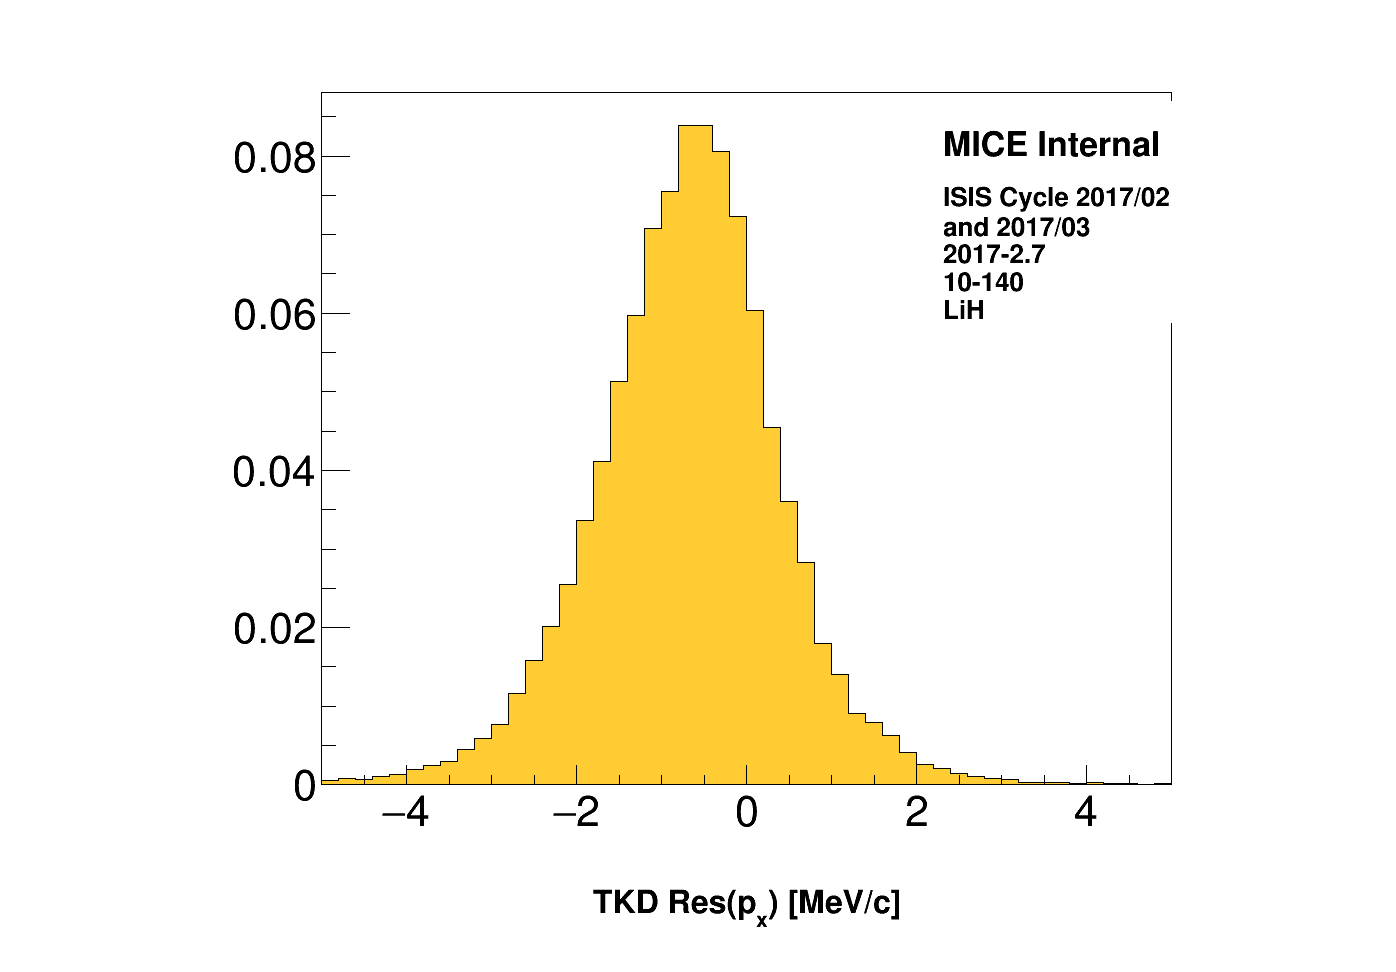 MICE Internal
ISIS Cycle 2017/02
and 2017/03
2017-2.7
10-140
LiH
0.08
0.06
0.04
0.02
0
−4 −2 0 2 4
TKD Res(px) [MeV/c]